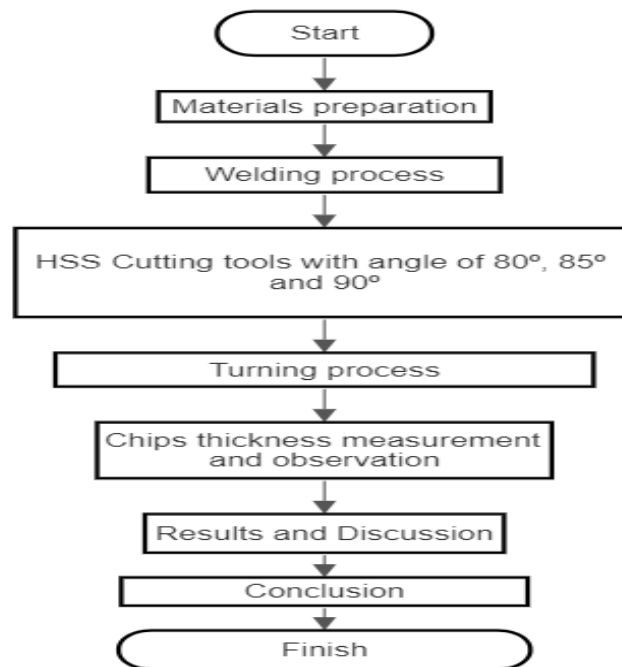 Start
Materials preparation
Welding process
HSS Cutting tools with angle of 80º, 85º
and 90º
Turning process
Chips thickness measurement
and observation
Results and Discussion
Conclusion
Finish